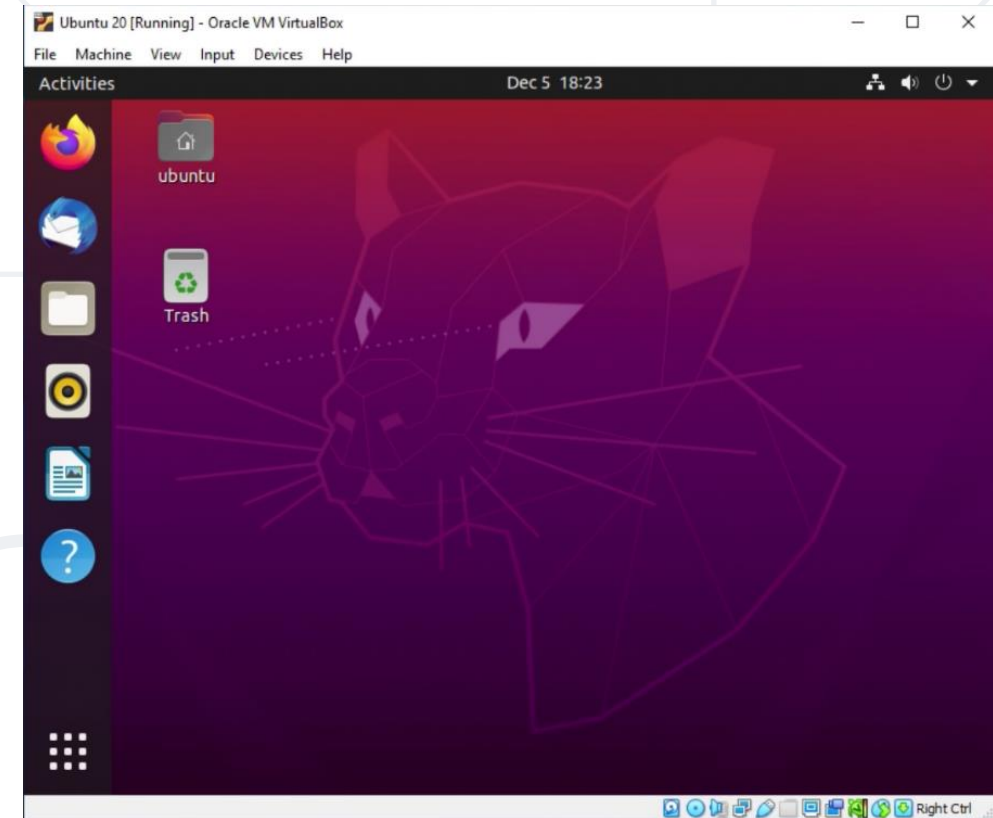 Ubuntu 20 [Running] - Oracle VM VirtualBox
File Machine View Input Devices Help
Activities Dec 5 18:23
ubuntu
Trash
?
Right Ctrl